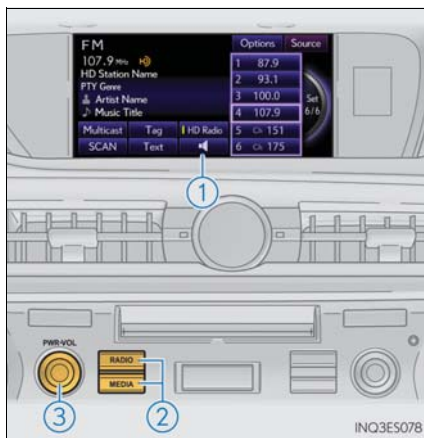 FM
Options Source
107.9 MHz HD
HD Station Name
PTY Genre
Artist Name
Music Title
Multicast Tag HD Radio
SCAN Text
1 87.9
2 93.1
3 100.0
4 107.9
5 Ch 151
6 Ch 175
Set
6/6
1
PWR·VOL
RADIO
MEDIA
3
2
INQ3ES078